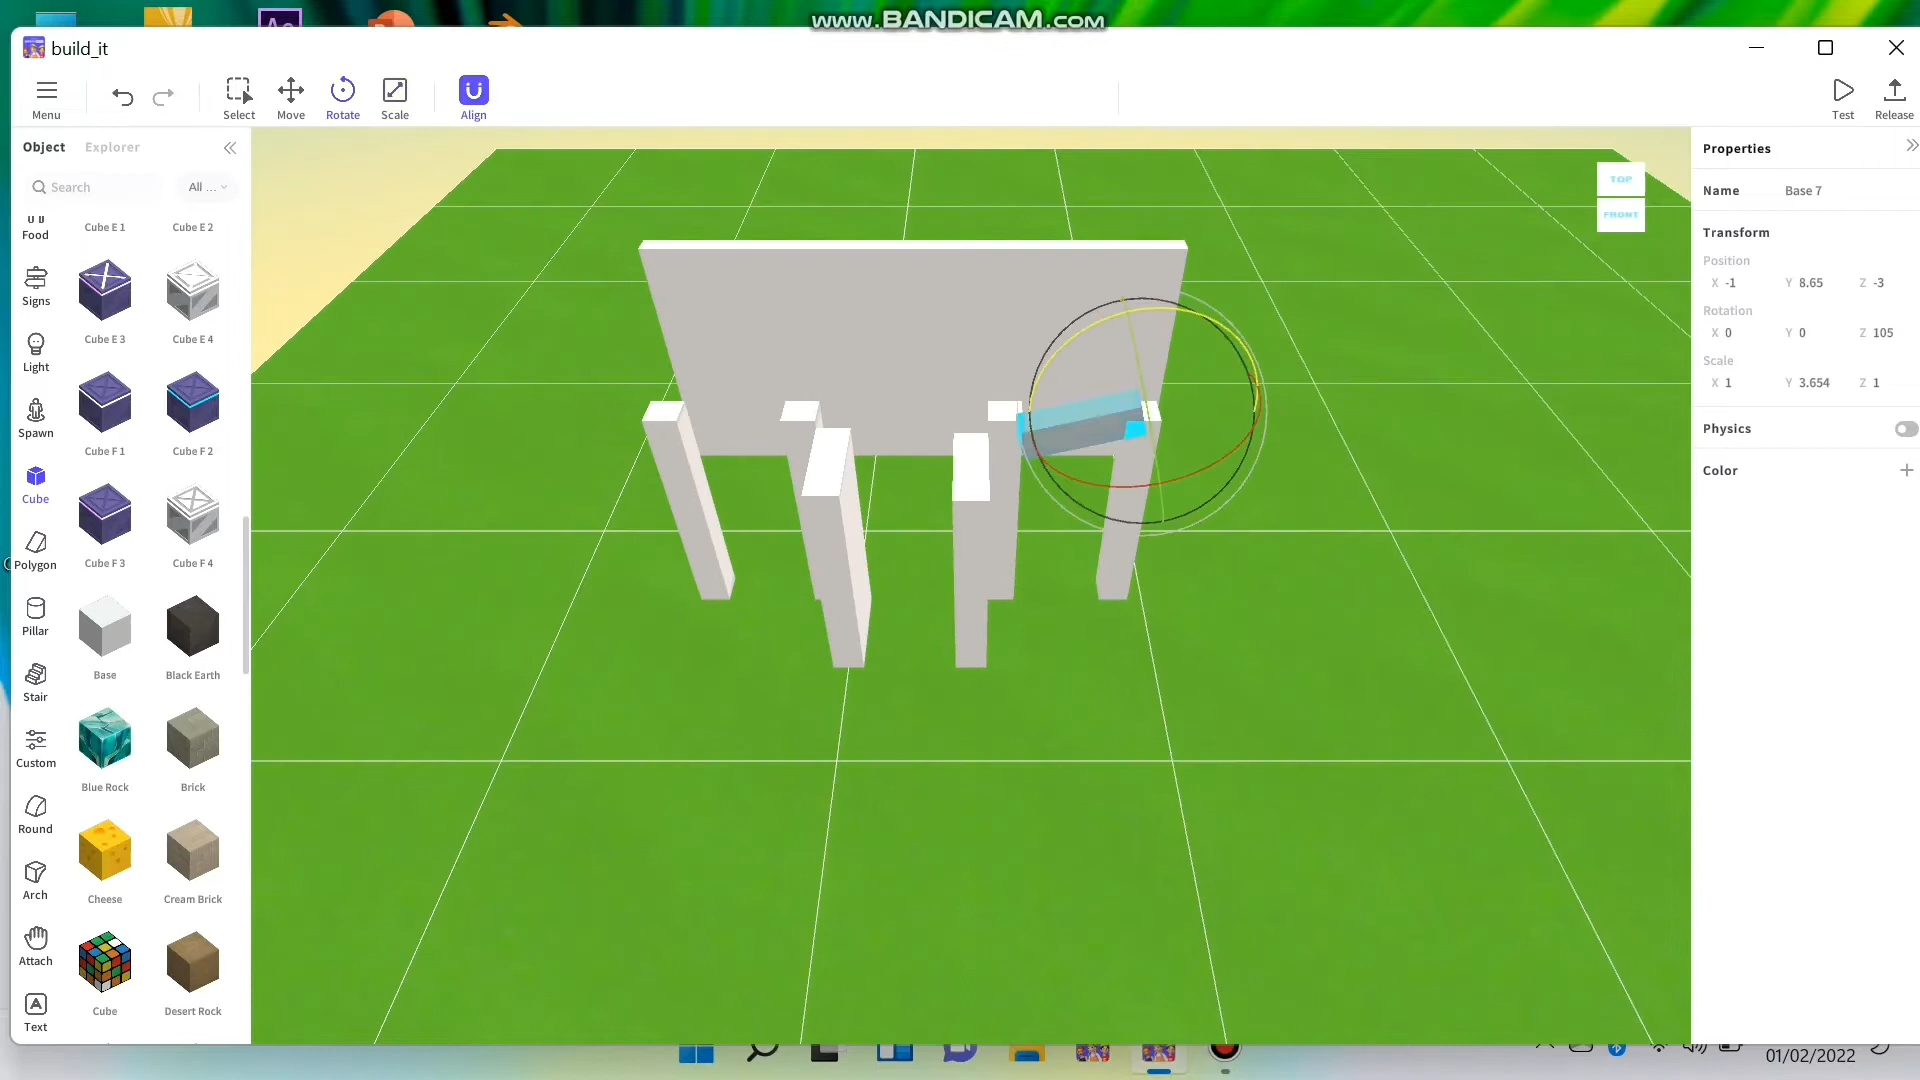 www.BANDICAM.com
Ae
build_it
Menu
Select
Move
Rotate
Scale
Align
Test
Release
Object
Explorer
Search
All ...
Properties
Name
Base 7
Transform
Position
X -1
Y 8.65
Z -3
Rotation
X 0
Y 0
Z 105
Scale
X 1
Y 3.654
Z 1
Physics
Color
TOP
FRONT
Food
Signs
Light
Spawn
Cube
Polygon
Pillar
Stair
Custom
Round
Arch
Attach
Text
Cube E 1
Cube E 2
Cube E 3
Cube E 4
Cube F 1
Cube F 2
Cube F 3
Cube F 4
Base
Black Earth
Blue Rock
Brick
Cheese
Cream Brick
Cube
Desert Rock
01/02/2022